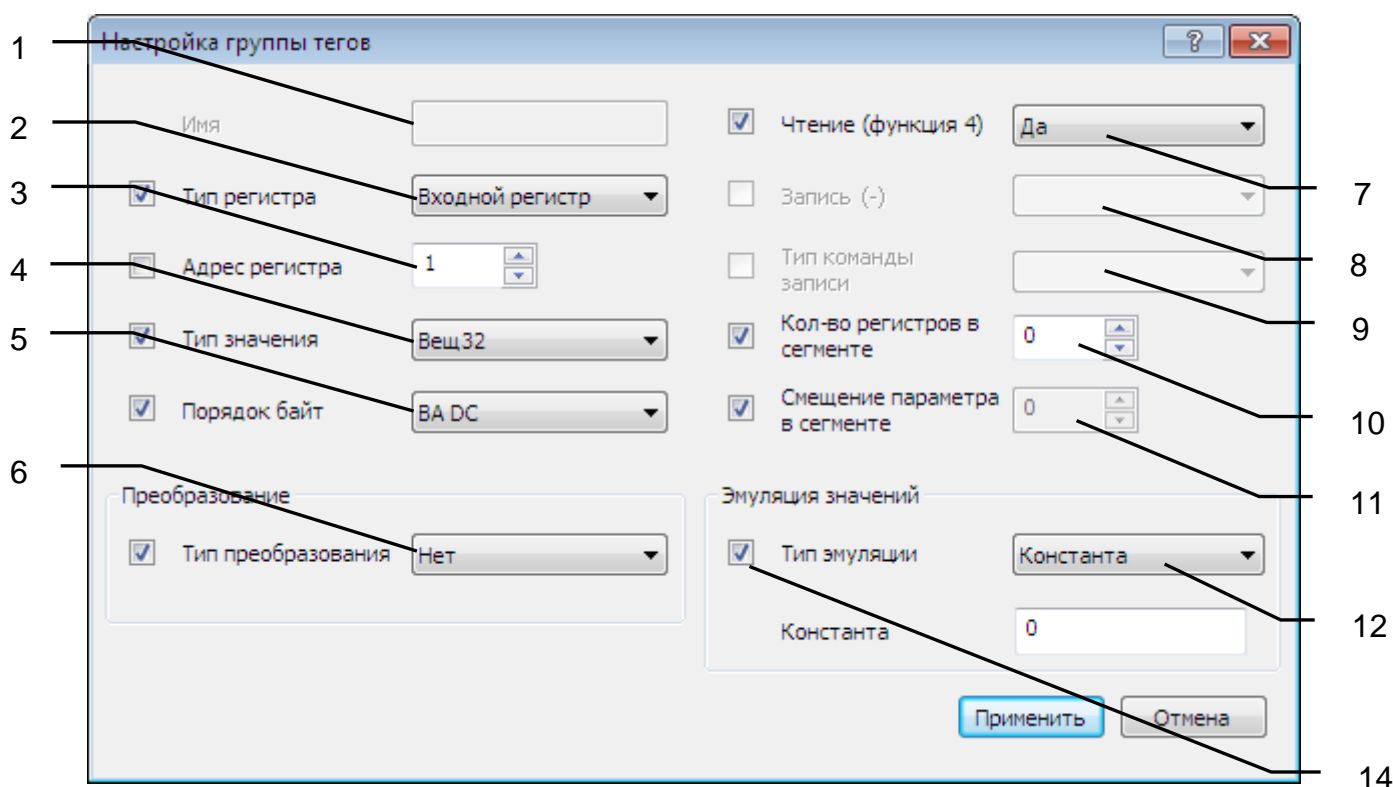 Настройка группы тегов
1
Имя
Чтение (функция 4)
Да
2
3
Тип регистра
Входной регистр
Запись (-)
7
4
Адрес регистра
1
Тип команды
записи
8
5
Тип значения
Вещ32
Кол-во регистров в
сегменте
0
9
Порядок байт
BA DC
Смещение параметра
в сегменте
0
10
6
Преобразование
Эмуляция значений
11
Тип преобразования
Нет
Тип эмуляции
Константа
12
Константа
0
Применить
Отмена
14